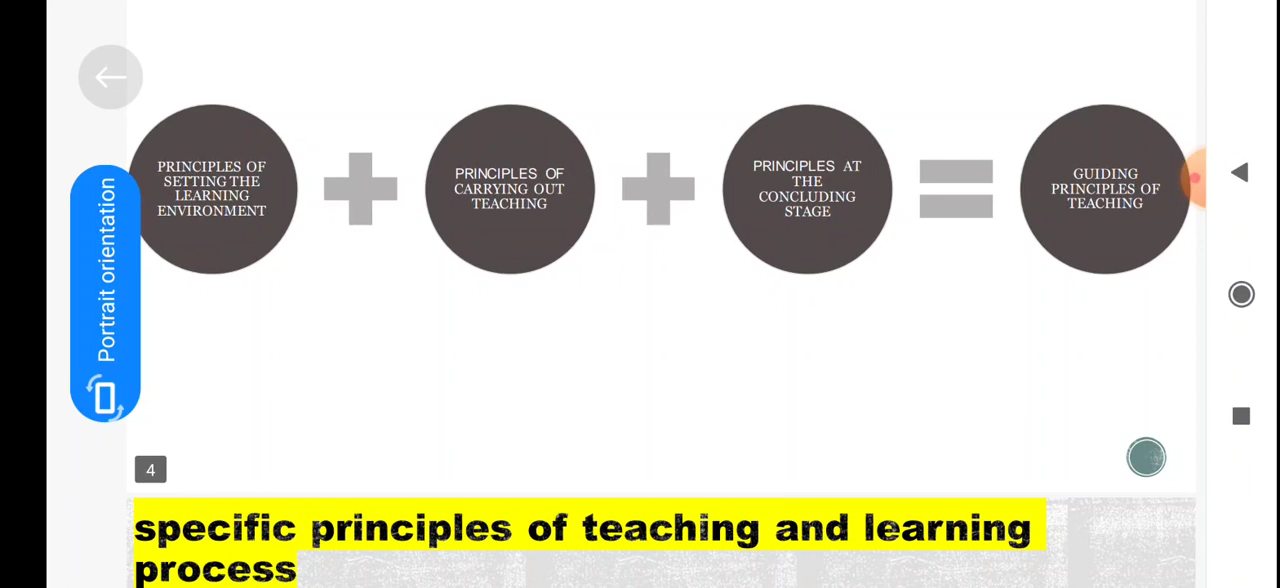 PRINCIPLES OF
SETTING THE
LEARNING
ENVIRONMENT
PRINCIPLES OF
CARRYING OUT
TEACHING
PRINCIPLES AT
THE
CONCLUDING
STAGE
GUIDING
PRINCIPLES OF
TEACHING
Portrait orientation
4
specific principles of teaching and learning
process